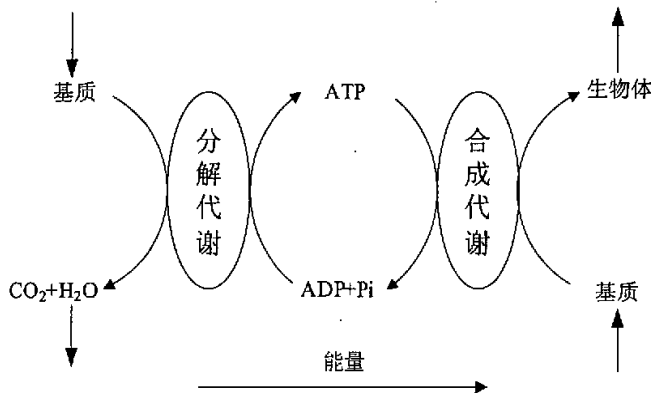 基质
ATP
生物体
分解代谢
合成代谢
CO₂+H₂O
ADP+Pi
基质
能量